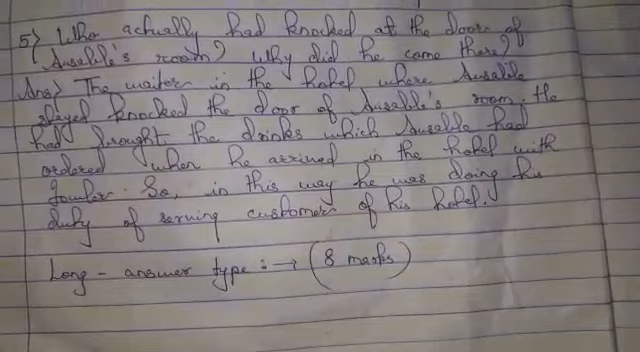 5) Who actually had knocked at the door of
Ausable's room? Why did he came there?
Ans) The waiter in the hotel where Ausable
stayed knocked the door of Ausable's room. He
had brought the drinks which Ausable had
ordered when he arrived in the hotel with
Fowler. So, in this way he was doing his
duty of serving customer of his hotel.
Long - answer type :- → (8 marks)